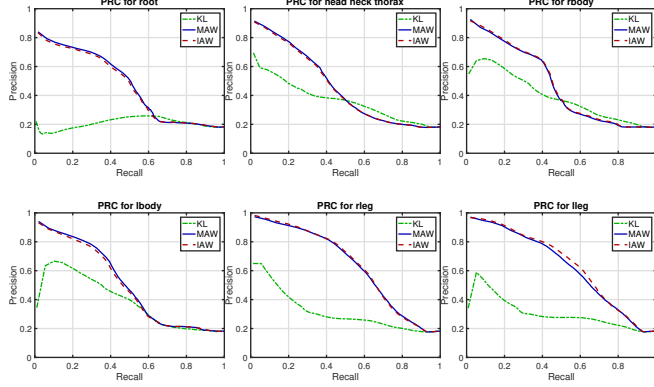 PRC for root
Precision
1
0.8
0.6
0.4
0.2
0
0 0.2 0.4 0.6 0.8 1
Recall
KL
MAW
IAW
PRC for head neck thorax
Precision
1
0.8
0.6
0.4
0.2
0
0 0.2 0.4 0.6 0.8 1
Recall
KL
MAW
IAW
PRC for rbody
Precision
1
0.8
0.6
0.4
0.2
0
0 0.2 0.4 0.6 0.8
Recall
KL
MAW
IAW
PRC for lbody
Precision
1
0.8
0.6
0.4
0.2
0
0 0.2 0.4 0.6 0.8 1
Recall
KL
MAW
IAW
PRC for rleg
Precision
1
0.8
0.6
0.4
0.2
0
0 0.2 0.4 0.6 0.8 1
Recall
KL
MAW
IAW
PRC for lleg
Precision
1
0.8
0.6
0.4
0.2
0
0 0.2 0.4 0.6 0.8 1
Recall
KL
MAW
IAW